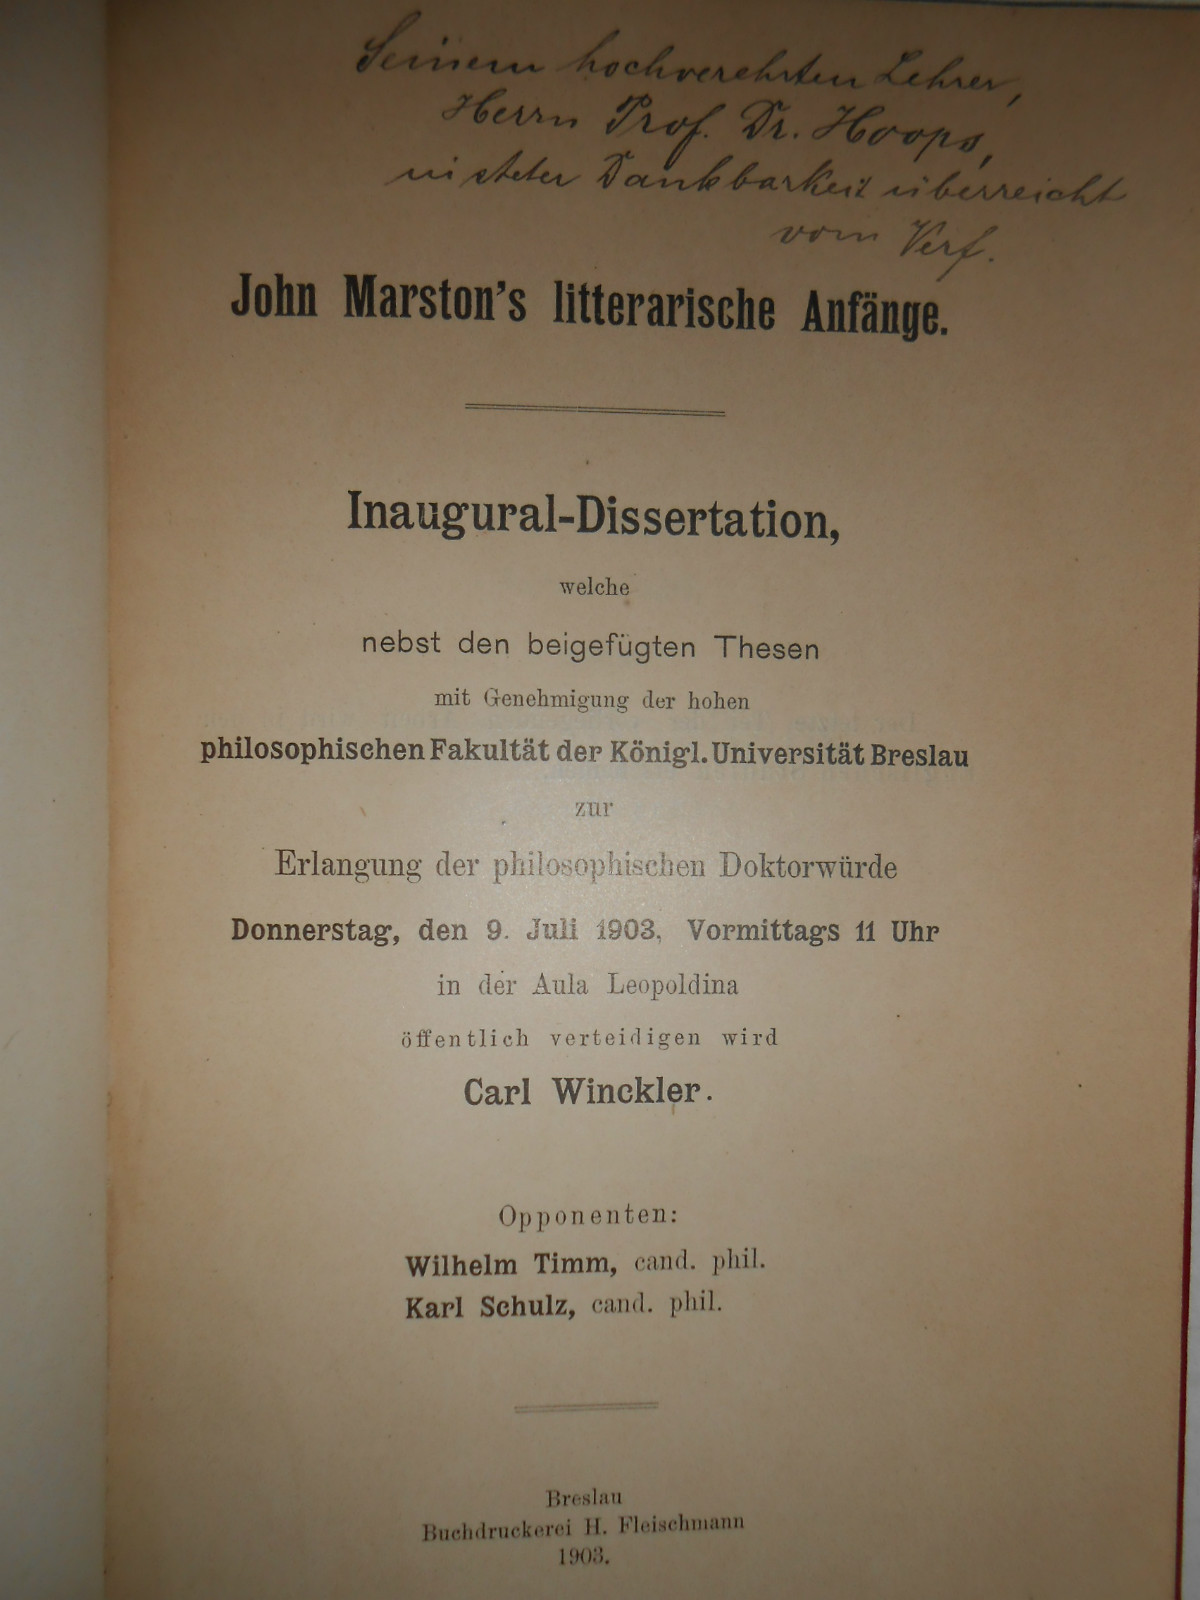 Seinem hochverehrten Lehrer,
Herrn Prof. Dr. Hoops,
in steter Dankbarkeit überreicht
vom Verf.
John Marston's litterarische Anfänge.
Inaugural-Dissertation,
welche
nebst den beigefügten Thesen
mit Genehmigung der hohen
philosophischen Fakultät der Königl. Universität Breslau
zur
Erlangung der philosophischen Doktorwürde
Donnerstag, den 9. Juli 1903, Vormittags 11 Uhr
in der Aula Leopoldina
öffentlich verteidigen wird
Carl Winckler.
Opponenten:
Wilhelm Timm, cand. phil.
Karl Schulz, cand. phil.
Breslau
Buchdruckerei H. Fleischmann
1903.